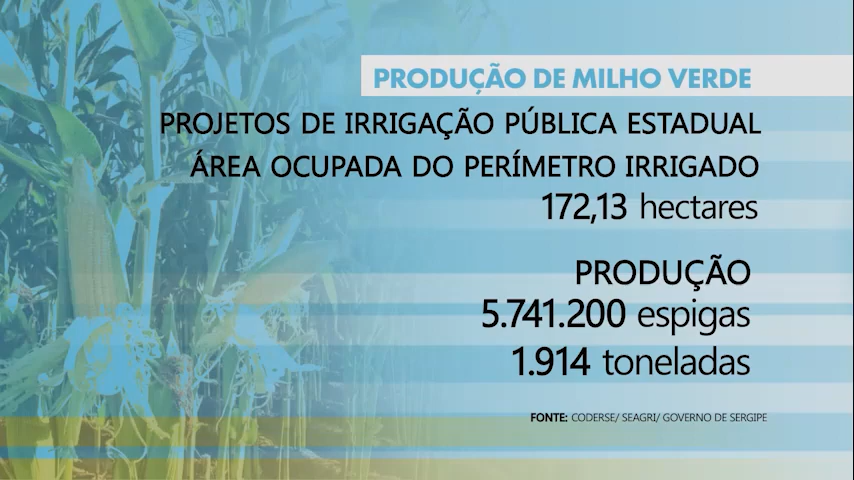 PRODUÇÃO DE MILHO VERDE
PROJETOS DE IRRIGAÇÃO PÚBLICA ESTADUAL
ÁREA OCUPADA DO PERÍMETRO IRRIGADO
172,13 hectares
PRODUÇÃO
5.741.200 espigas
1.914 toneladas
FONTE: CODERSE/ SEAGRI/ GOVERNO DE SERGIPE